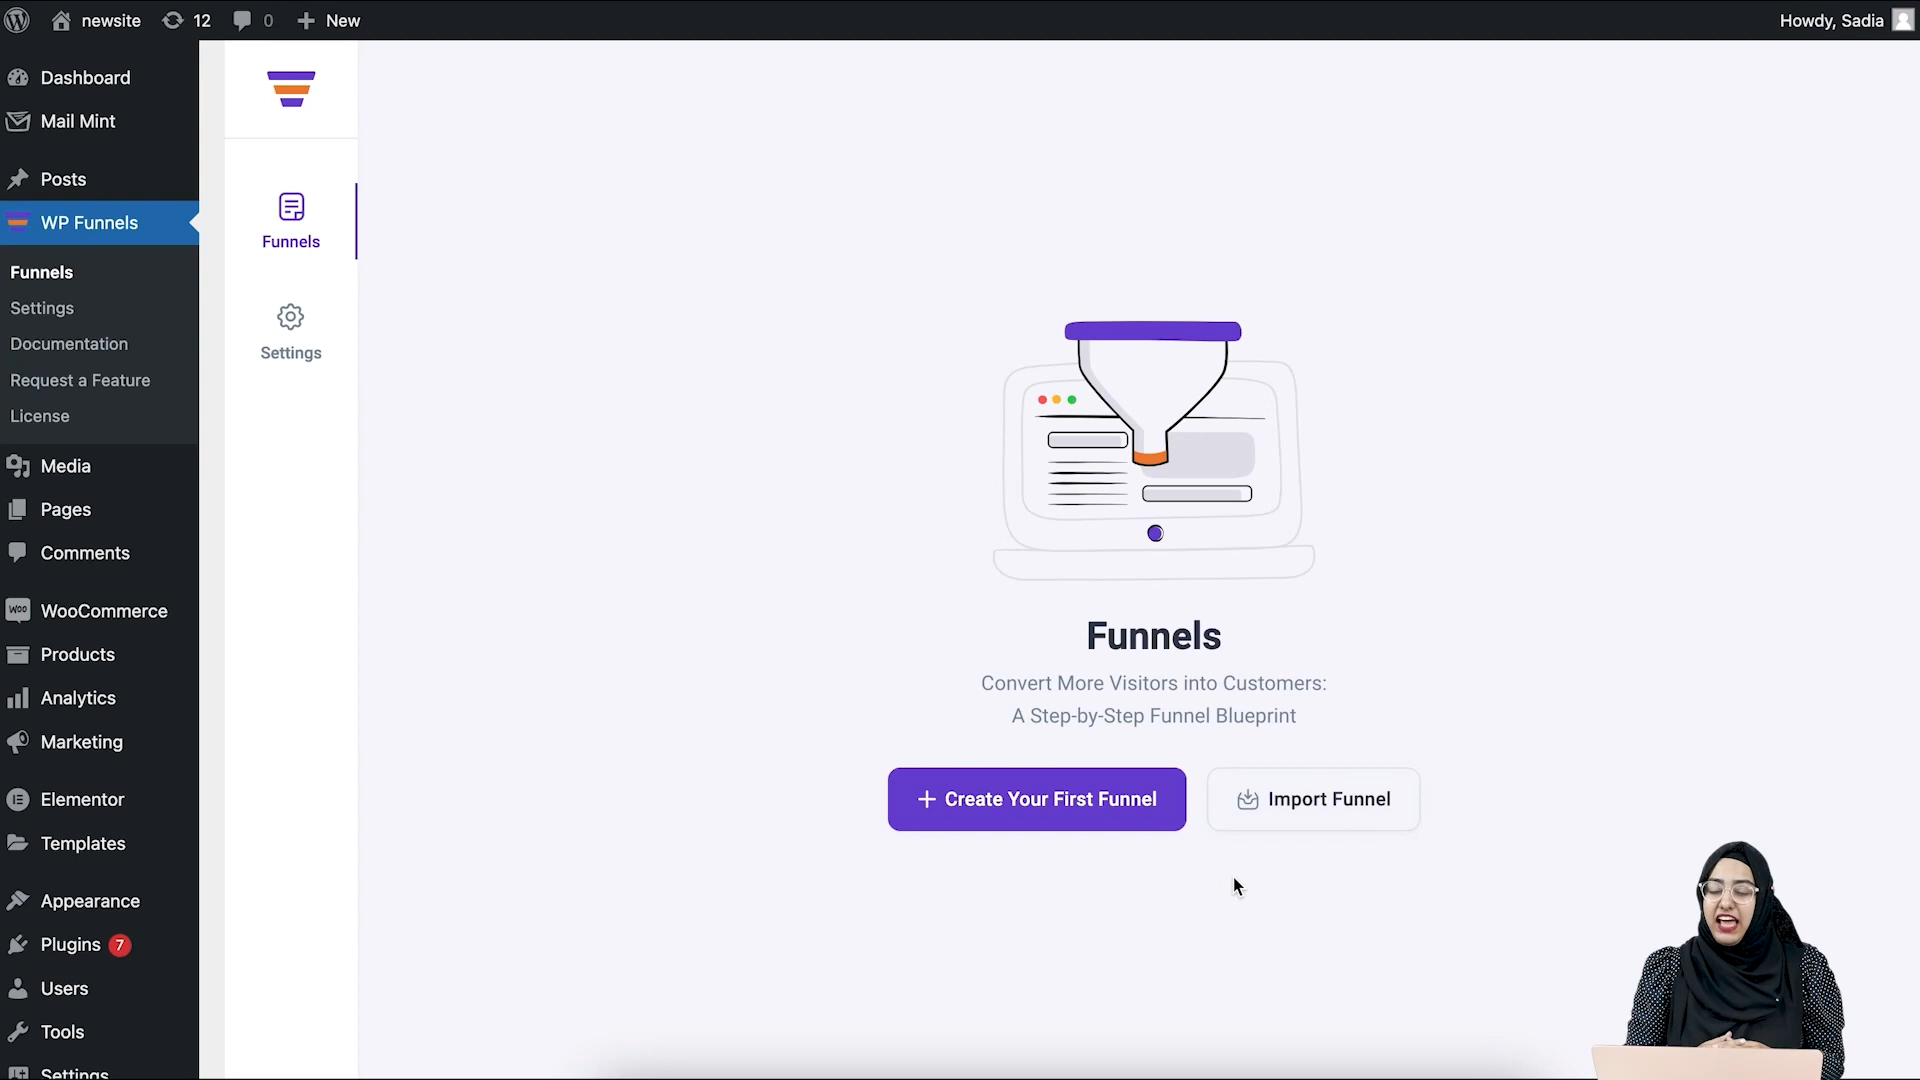 newsite
12
0
New
Howdy, Sadia
Dashboard
Mail Mint
Posts
WP Funnels
Funnels
Settings
Documentation
Request a Feature
License
Media
Pages
Comments
Woo WooCommerce
Products
Analytics
Marketing
Elementor
Templates
Appearance
Plugins 7
Users
Tools
Settings
Funnels
Settings
Funnels
Convert More Visitors into Customers:
A Step-by-Step Funnel Blueprint
+ Create Your First Funnel
Import Funnel